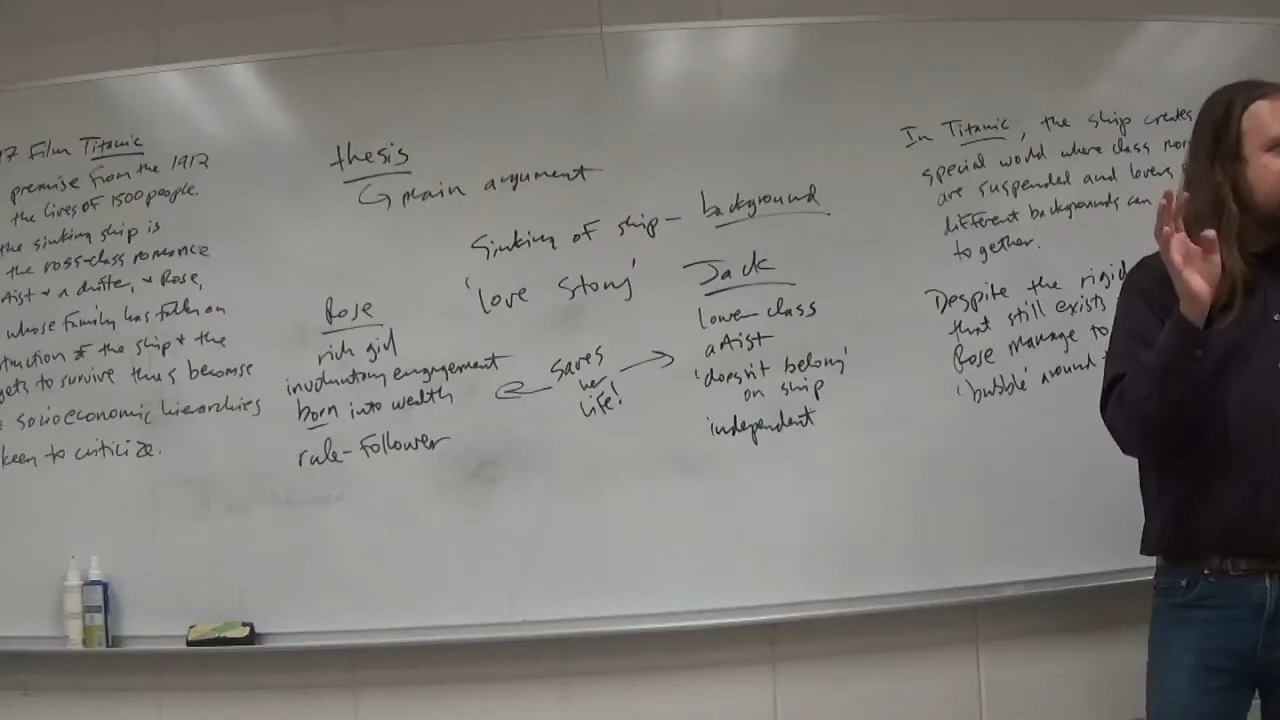 7 Film Titanic
premise from the 1912
the lives of 1500 people.
the sinking ship is
the ross-class romance
Aist + a drifter, + Rose,
whose family has fallen on
truction of the ship + the
gets to survive thus become
socioeconomic hierarchies
keen to criticize.
thesis
↳ main argument
Sinking of ship - background
'love story'
Rose
rich girl
involuntary engagement
born into wealth
rule-follower
saves
her
life!
Jack
lower class
artist
'doesn't belong'
on ship
independent
In Titanic, the ship creates
special world where class nor
are suspended and lovers
different backgrounds can
together.
Despite the rigid
that still exists
Rose manage to
'bubble' around